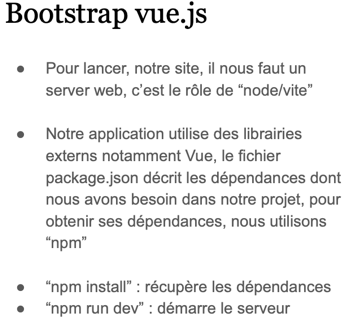 Bootstrap vue.js
● Pour lancer, notre site, il nous faut un
server web, c’est le rôle de “node/vite”
● Notre application utilise des librairies
externs notamment Vue, le fichier
package.json décrit les dépendances dont
nous avons besoin dans notre projet, pour
obtenir ses dépendances, nous utilisons
“npm”
● “npm install” : récupère les dépendances
● “npm run dev” : démarre le serveur